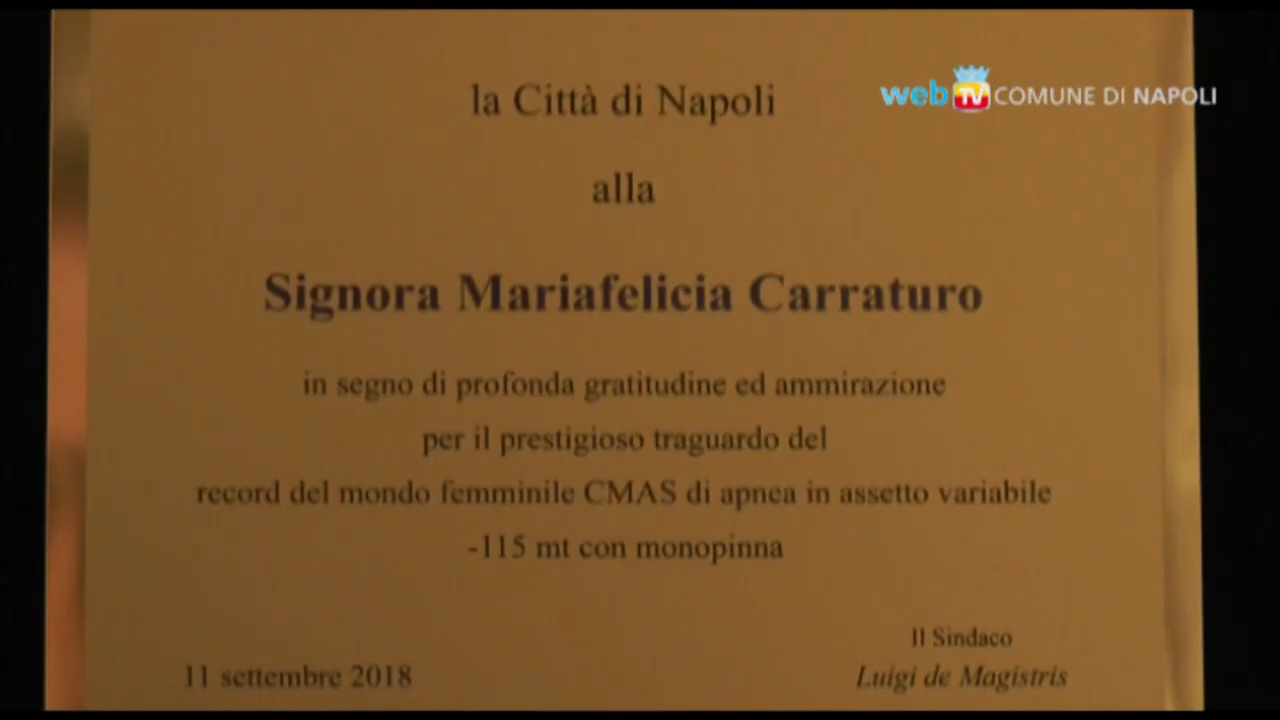 la Città di Napoli
web TV COMUNE DI NAPOLI
alla
Signora Mariafelicia Carraturo
in segno di profonda gratitudine ed ammirazione
per il prestigioso traguardo del
record del mondo femminile CMAS di apnea in assetto variabile
-115 mt con monopinna
Il Sindaco
11 settembre 2018
Luigi de Magistris